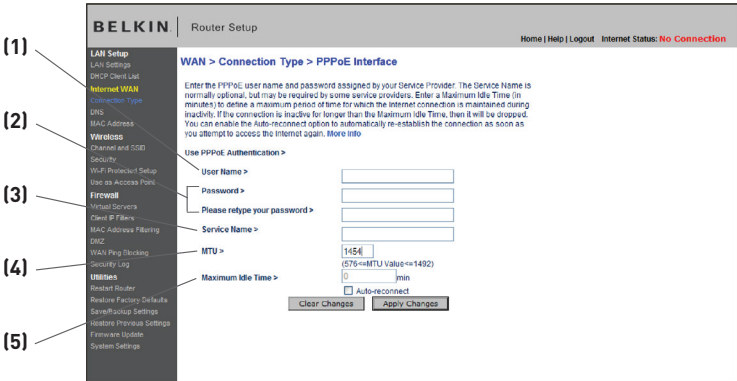 BELKIN. Router Setup
Home | Help | Logout Internet Status: No Connection
(1)
(2)
(3)
(4)
(5)
LAN Setup
LAN Settings
DHCP Client List
Internet WAN
Connection Type
DNS
MAC Address
Wireless
Channel and SSID
Security
Wi-Fi Protected Setup
Use as Access Point
Firewall
Virtual Servers
Client IP Filters
MAC Address Filtering
DMZ
WAN Ping Blocking
Security Log
Utilities
Restart Router
Restore Factory Defaults
Save/Backup Settings
Restore Previous Settings
Firmware Update
System Settings
WAN > Connection Type > PPPoE Interface
Enter the PPPoE user name and password assigned by your Service Provider. The Service Name is
normally optional, but may be required by some service providers. Enter a Maximum Idle Time (in
minutes) to define a maximum period of time for which the Internet connection is maintained during
inactivity. If the connection is inactive for longer than the Maximum Idle Time, then it will be dropped.
You can enable the Auto-reconnect option to automatically re-establish the connection as soon as
you attempt to access the Internet again. More Info
Use PPPoE Authentication >
User Name >
Password >
Please retype your password >
Service Name >
MTU > 1454
(576<=MTU Value<=1492)
Maximum Idle Time > 0 min
Auto-reconnect
Clear Changes Apply Changes